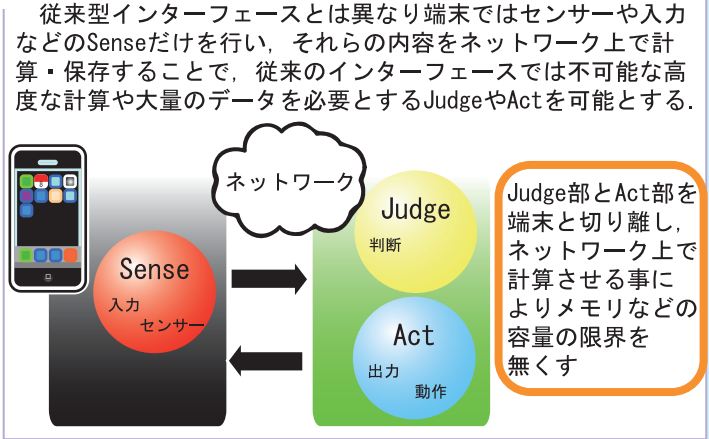 従来型インターフェースとは異なり端末ではセンサーや入力
などのSenseだけを行い，それらの内容をネットワーク上で計
算・保存することで，従来のインターフェースでは不可能な高
度な計算や大量のデータを必要とするJudgeやActを可能とする．
ネットワーク
Sense
入力
センサー
Judge
判断
Act
出力
動作
Judge部とAct部を
端末と切り離し，
ネットワーク上で
計算させる事に
よりメモリなどの
容量の限界を
無くす